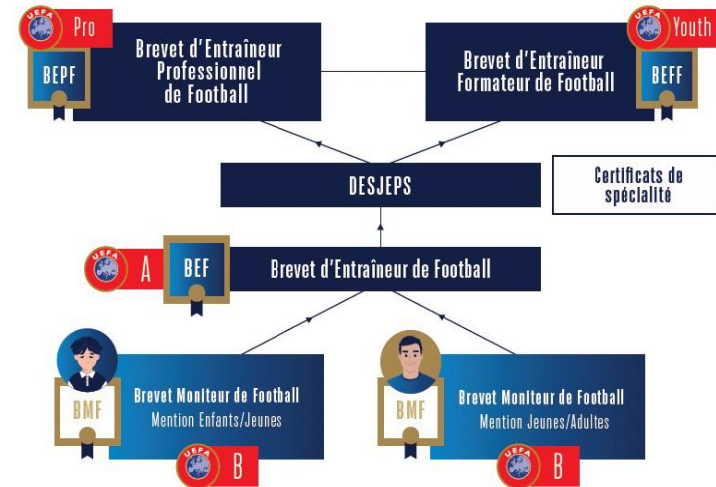 UEFA
Pro
BEPF
Brevet d'Entraîneur
Professionnel
de Football
Brevet d'Entraîneur
Formateur de Football
UEFA
Youth
BEFF
DESJEPS
Certificats de
spécialité
UEFA
A
BEF
Brevet d'Entraîneur de Football
BMF
Brevet Moniteur de Football
Mention Enfants/Jeunes
UEFA
B
BMF
Brevet Moniteur de Football
Mention Jeunes/Adultes
UEFA
B